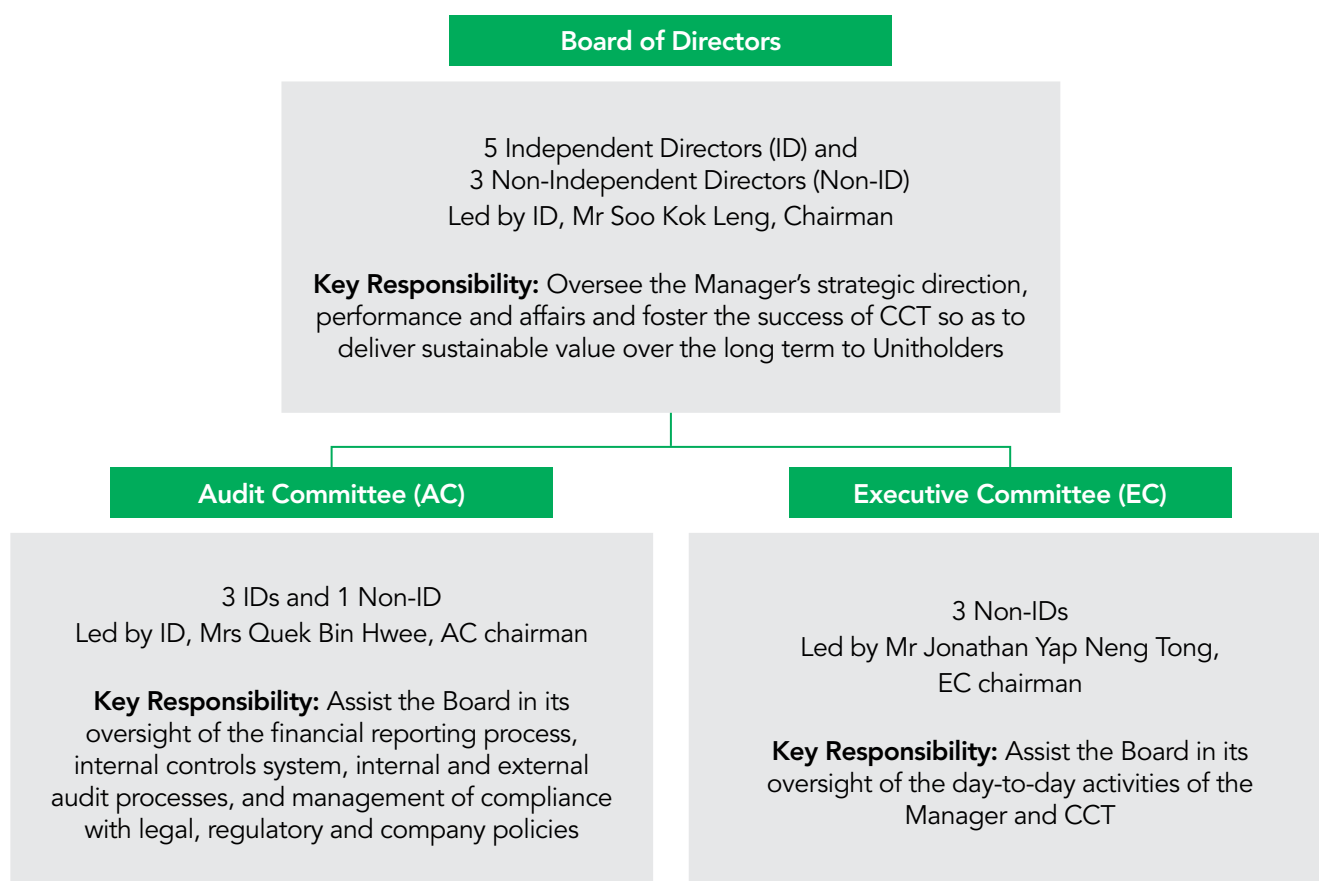 Board of Directors
5 Independent Directors (ID) and
3 Non-Independent Directors (Non-ID)
Led by ID, Mr Soo Kok Leng, Chairman
Key Responsibility: Oversee the Manager’s strategic direction,
performance and affairs and foster the success of CCT so as to
deliver sustainable value over the long term to Unitholders
Audit Committee (AC)
3 IDs and 1 Non-ID
Led by ID, Mrs Quek Bin Hwee, AC chairman
Key Responsibility: Assist the Board in its
oversight of the financial reporting process,
internal controls system, internal and external
audit processes, and management of compliance
with legal, regulatory and company policies
Executive Committee (EC)
3 Non-IDs
Led by Mr Jonathan Yap Neng Tong,
EC chairman
Key Responsibility: Assist the Board in its
oversight of the day-to-day activities of the
Manager and CCT